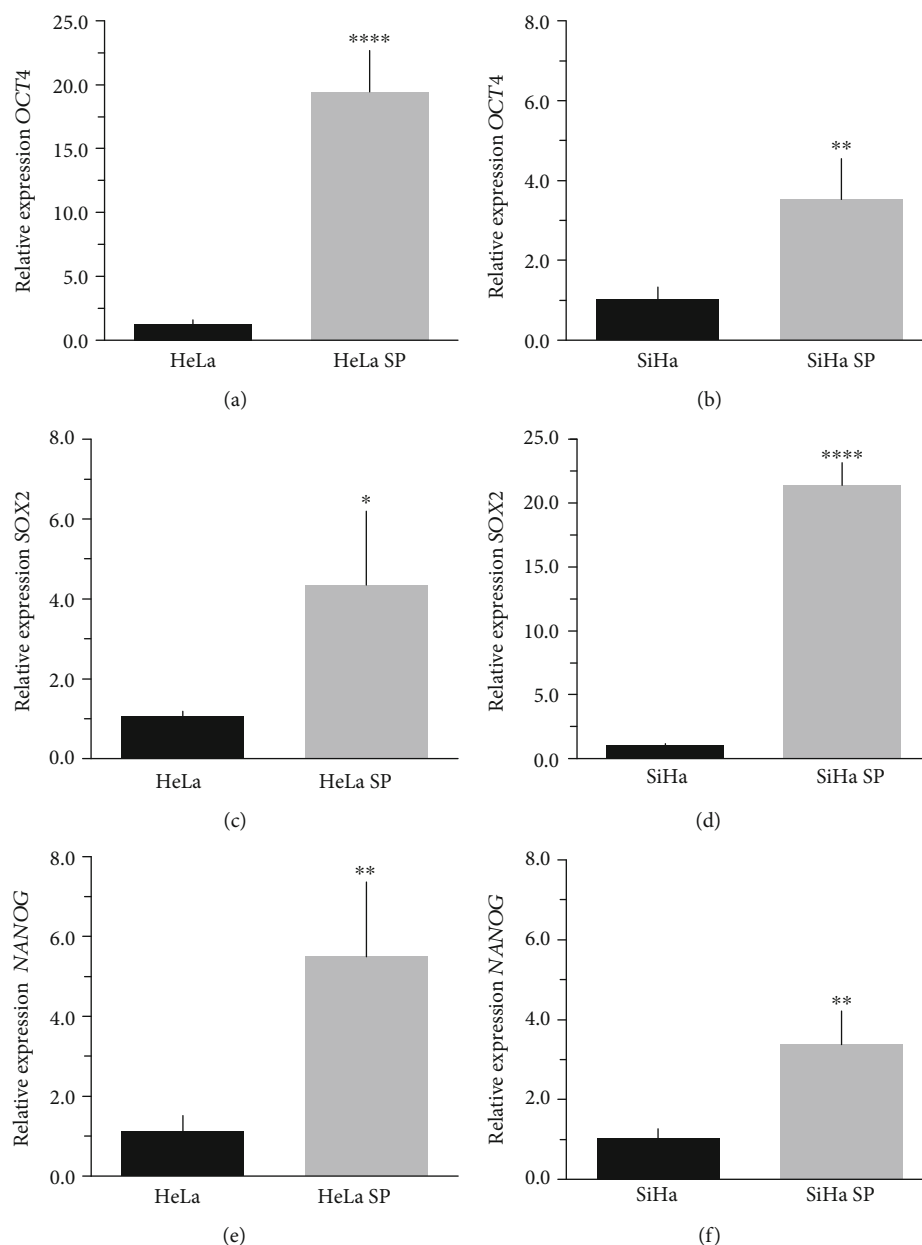 25.0
20.0
15.0
10.0
5.0
0.0
Relative expression OCT4
****
HeLa
HeLa SP
(a)
8.0
6.0
4.0
2.0
0.0
Relative expression OCT4
**
SiHa
SiHa SP
(b)
8.0
6.0
4.0
2.0
0.0
Relative expression SOX2
*
HeLa
HeLa SP
(c)
25.0
20.0
15.0
10.0
5.0
0.0
Relative expression SOX2
****
SiHa
SiHa SP
(d)
8.0
6.0
4.0
2.0
0.0
Relative expression NANOG
**
HeLa
HeLa SP
(e)
8.0
6.0
4.0
2.0
0.0
Relative expression NANOG
**
SiHa
SiHa SP
(f)